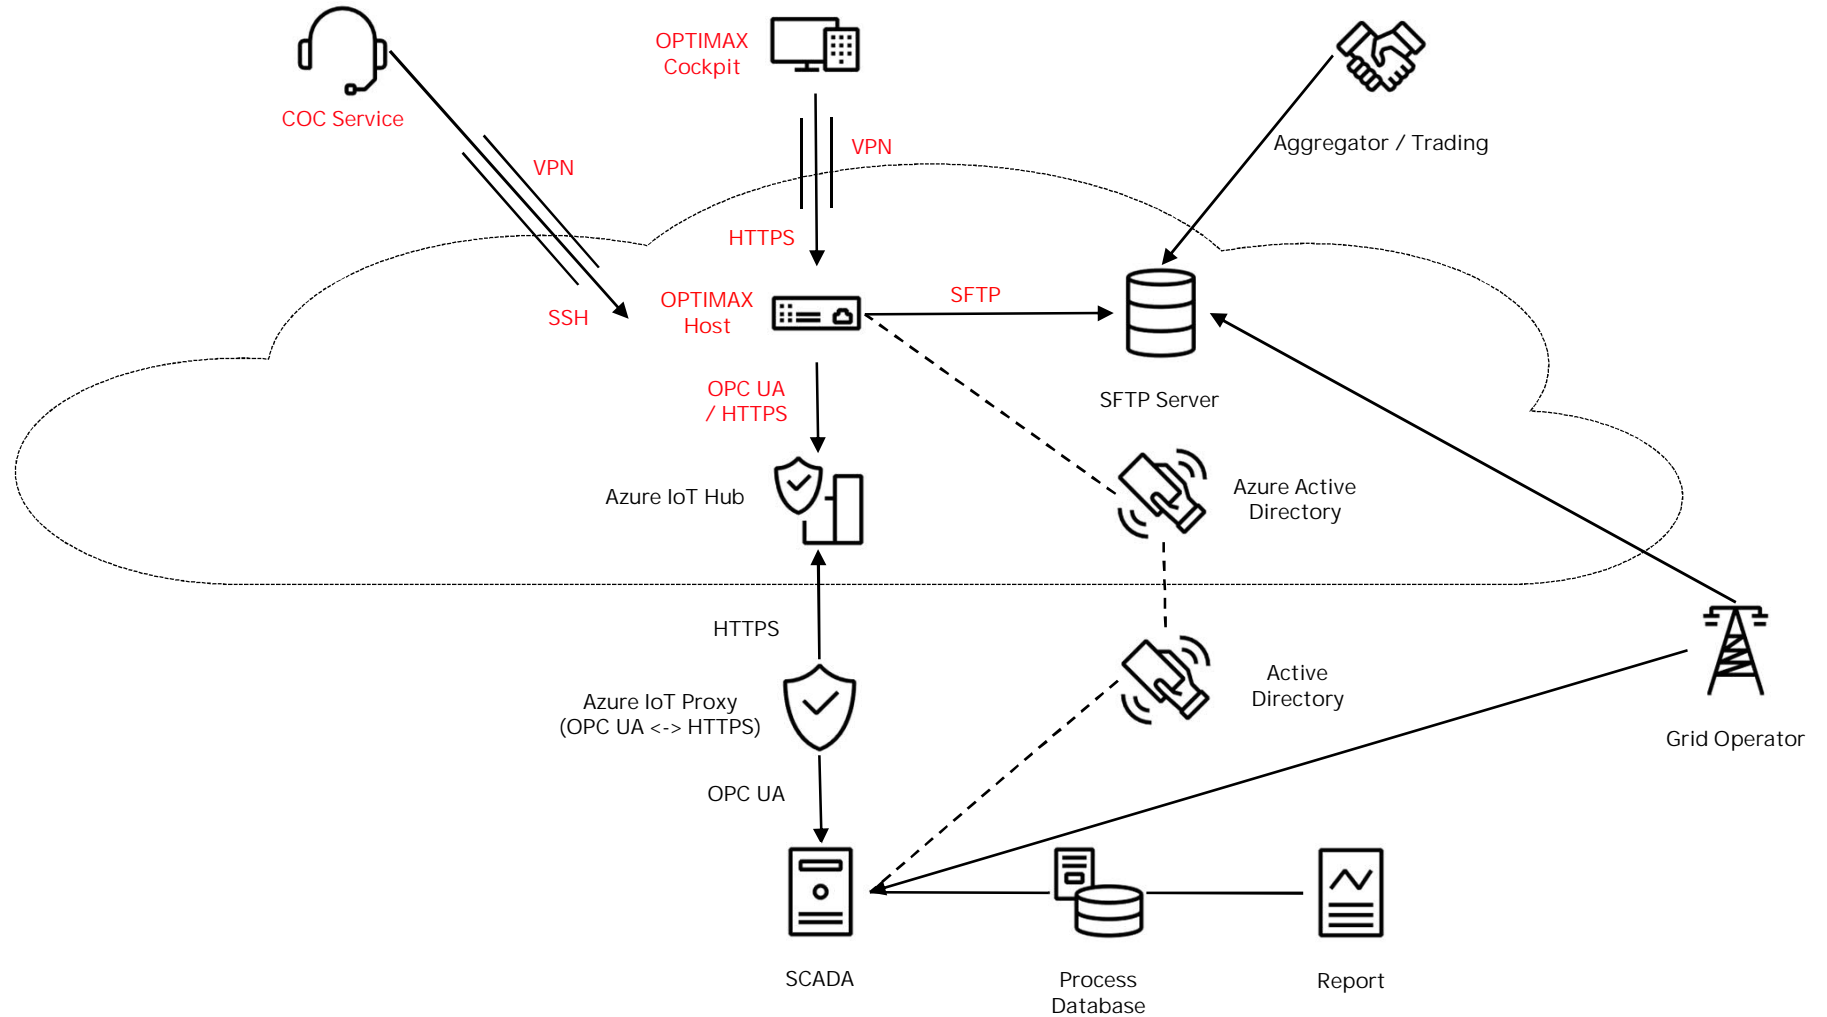 OPTIMAX
Cockpit
COC Service
Aggregator / Trading
VPN
VPN
HTTPS
SSH
OPTIMAX
Host
SFTP
OPC UA
/ HTTPS
SFTP Server
Azure IoT Hub
Azure Active
Directory
HTTPS
Azure IoT Proxy
(OPC UA <-> HTTPS)
Active
Directory
Grid Operator
OPC UA
SCADA
Process
Database
Report